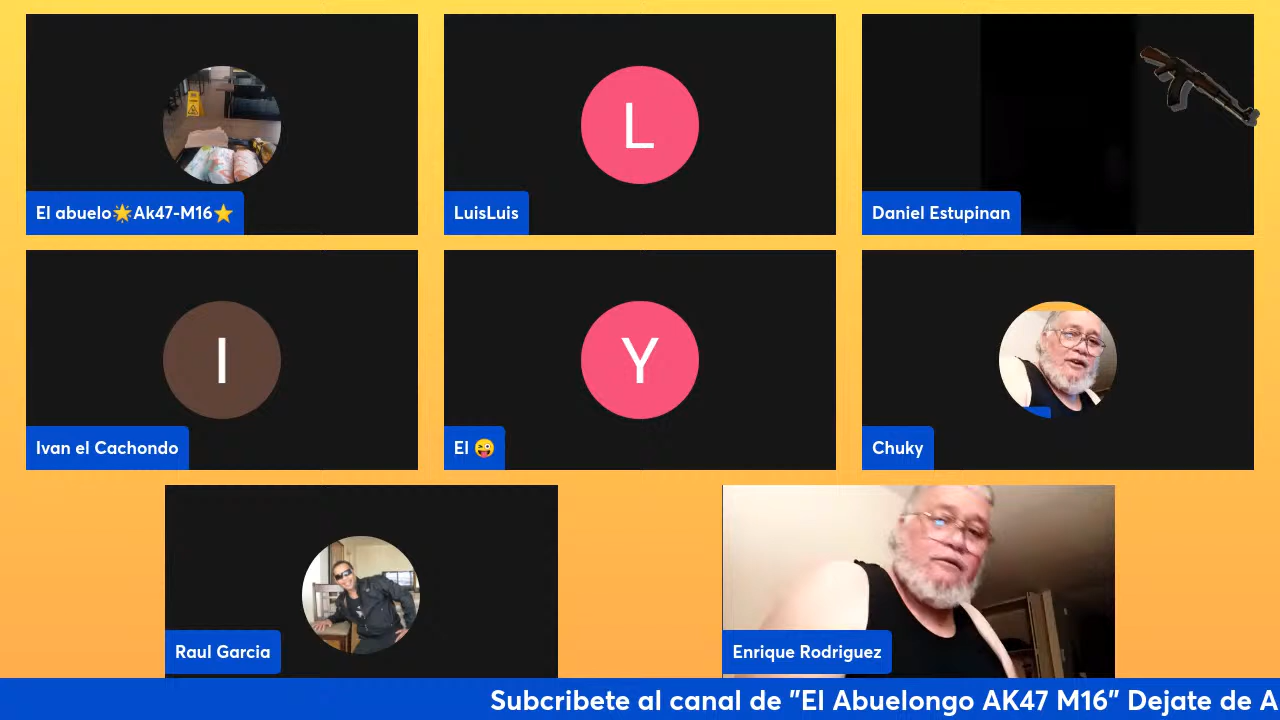 El abuelo🌟Ak47-M16⭐
L
LuisLuis
Daniel Estupinan
I
Ivan el Cachondo
Y
El 😜
Chuky
Raul Garcia
Enrique Rodriguez
Subcribete al canal de "El Abuelongo AK47 M16" Dejate de A